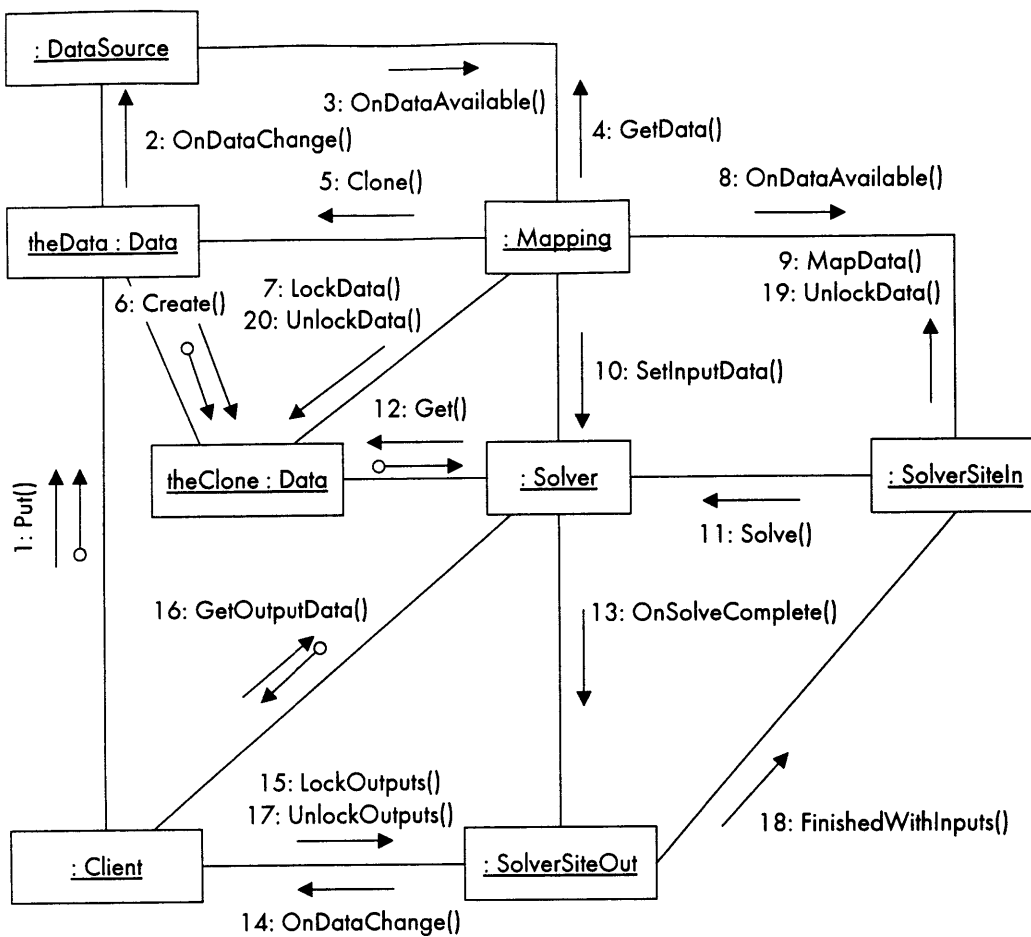 : DataSource
3: OnDataAvailable()
2: OnDataChange()
4: GetData()
5: Clone()
8: OnDataAvailable()
theData : Data
: Mapping
6: Create()
7: LockData()
20: UnlockData()
9: MapData()
19: UnlockData()
10: SetInputData()
12: Get()
theClone : Data
: Solver
: SolverSiteIn
1: Put()
11: Solve()
16: GetOutputData()
13: OnSolveComplete()
15: LockOutputs()
17: UnlockOutputs()
18: FinishedWithInputs()
: Client
: SolverSiteOut
14: OnDataChange()